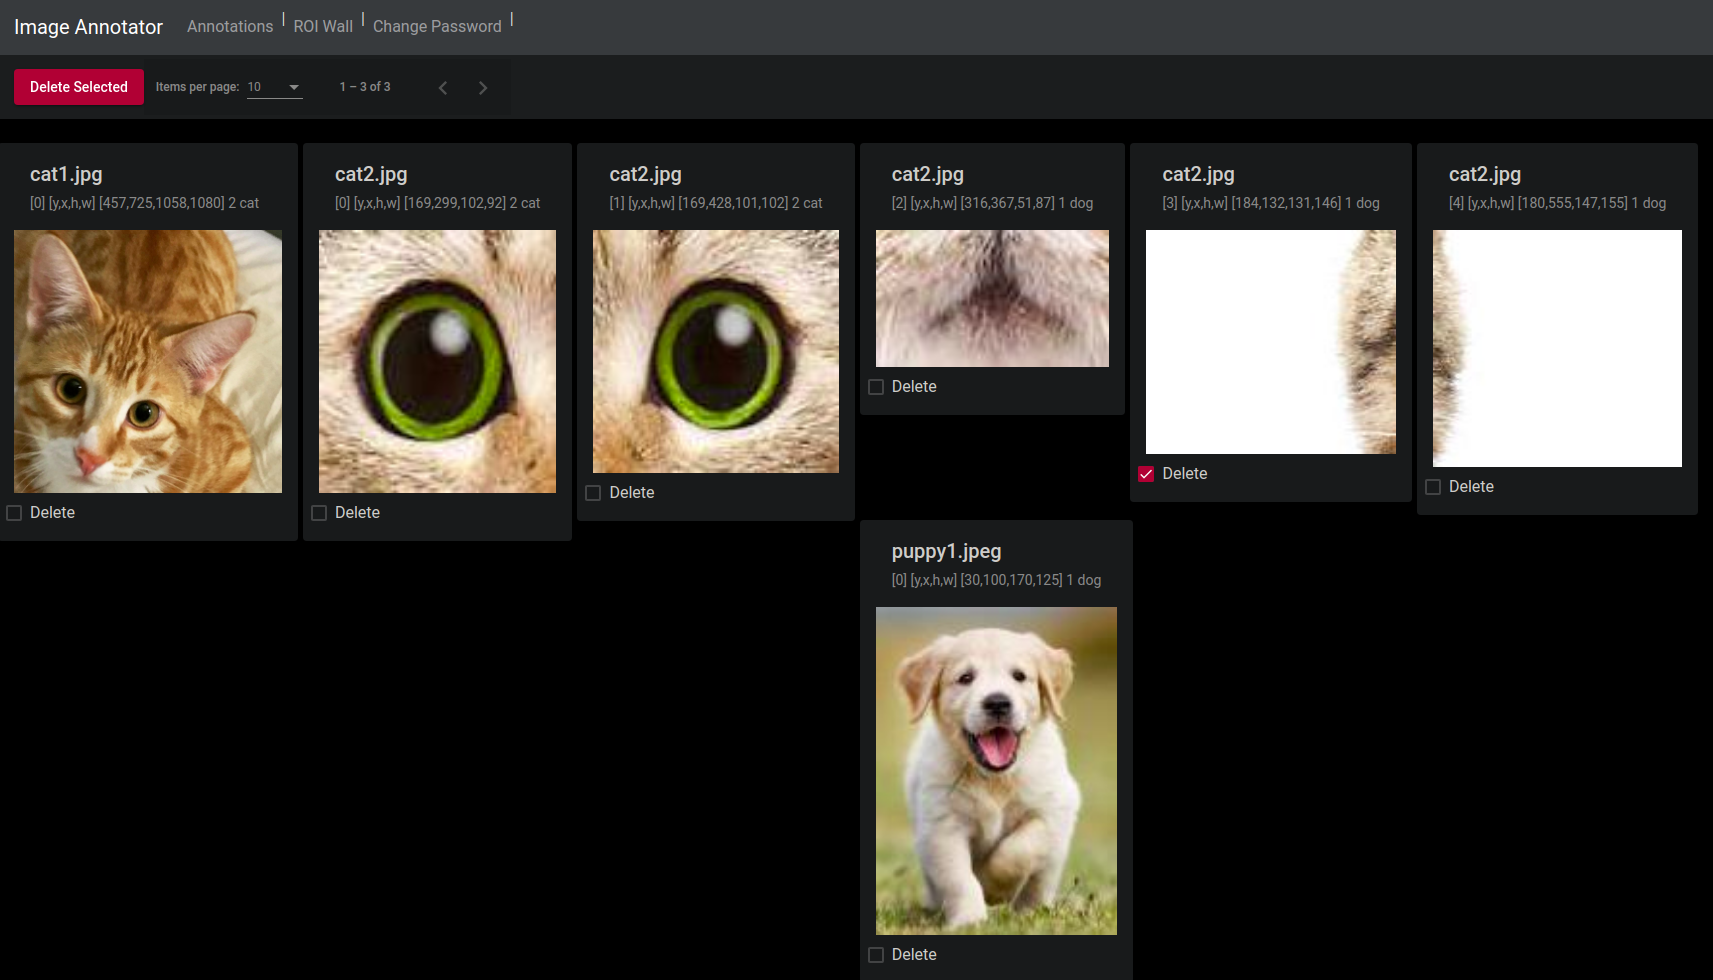 Image Annotator Annotations | ROI Wall | Change Password |
Delete Selected Items per page: 10 1 – 3 of 3
cat1.jpg
[0] [y,x,h,w] [457,725,1058,1080] 2 cat
Delete
cat2.jpg
[0] [y,x,h,w] [169,299,102,92] 2 cat
Delete
cat2.jpg
[1] [y,x,h,w] [169,428,101,102] 2 cat
Delete
cat2.jpg
[2] [y,x,h,w] [316,367,51,87] 1 dog
Delete
cat2.jpg
[3] [y,x,h,w] [184,132,131,146] 1 dog
Delete
cat2.jpg
[4] [y,x,h,w] [180,555,147,155] 1 dog
Delete
puppy1.jpeg
[0] [y,x,h,w] [30,100,170,125] 1 dog
Delete